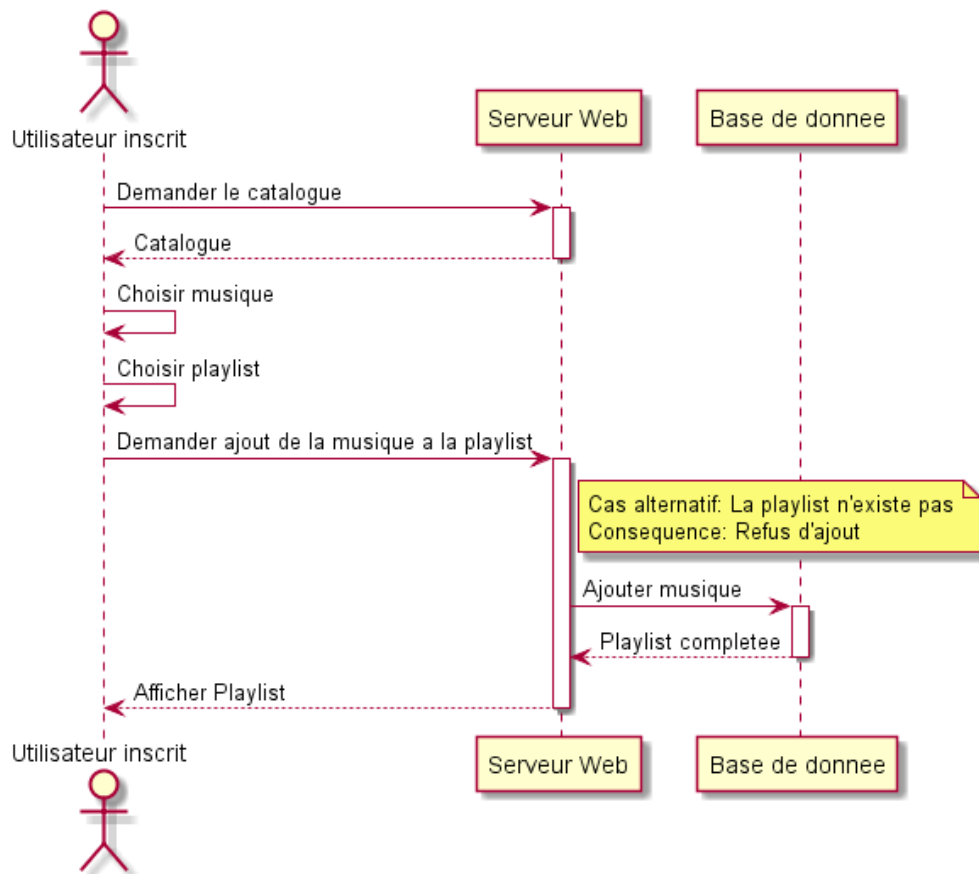 Utilisateur inscrit
Serveur Web
Base de donnee
Demander le catalogue
Catalogue
Choisir musique
Choisir playlist
Demander ajout de la musique a la playlist
Cas alternatif: La playlist n'existe pas
Consequence: Refus d'ajout
Ajouter musique
Playlist completee
Afficher Playlist
Utilisateur inscrit
Serveur Web
Base de donnee